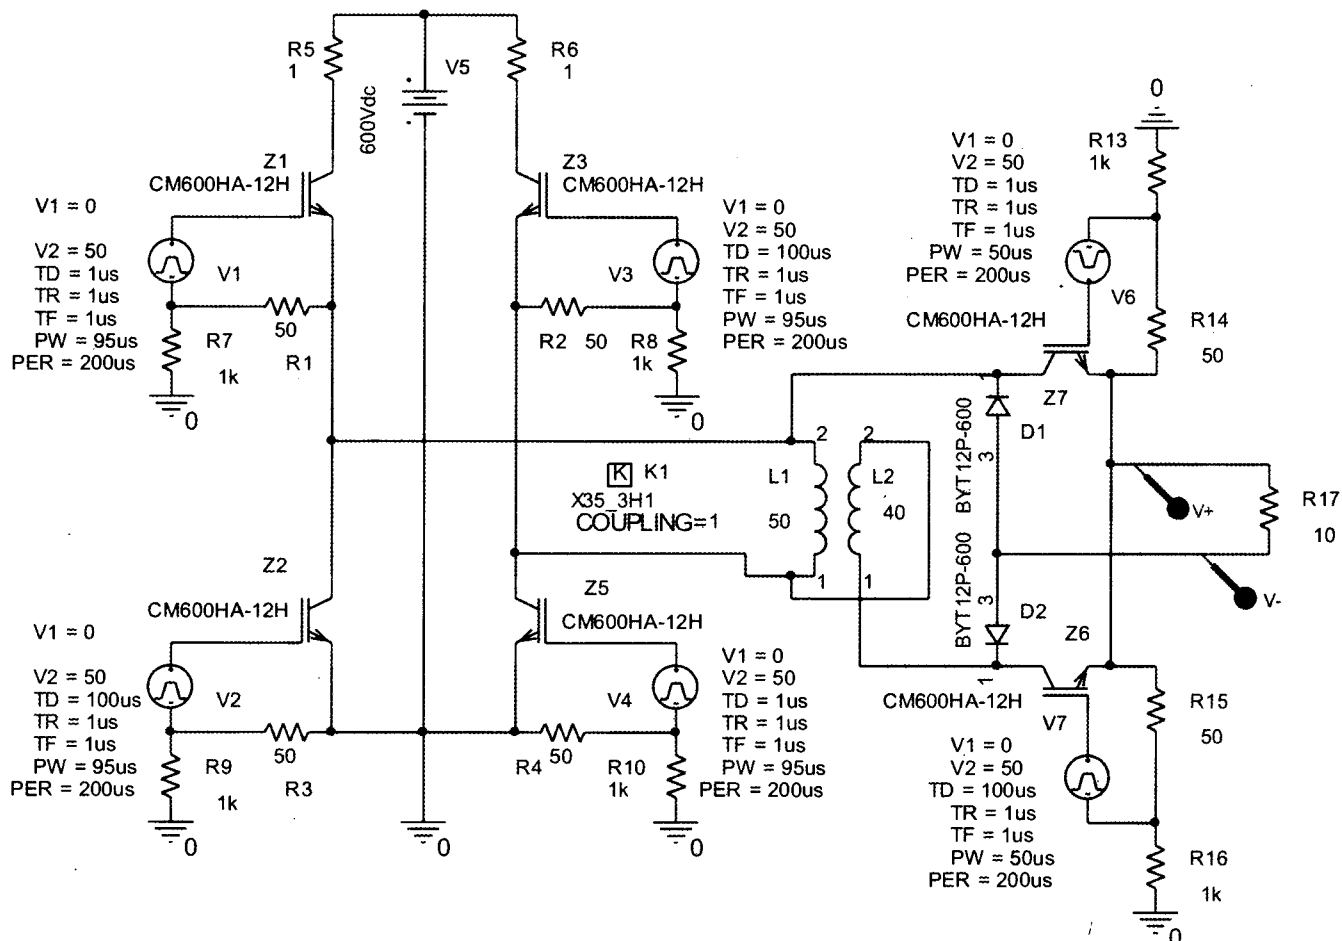 R5
1
V5
600Vdc
R6
1
Z1
CM600HA-12H
V1 = 0
V2 = 50
TD = 1us
TR = 1us
TF = 1us
PW = 95us
PER = 200us
V1
R7
1k
50
R1
0
Z3
CM600HA-12H
V1 = 0
V2 = 50
TD = 100us
TR = 1us
TF = 1us
PW = 95us
PER = 200us
V3
R2
50
R8
1k
0
0
R13
1k
V1 = 0
V2 = 50
TD = 1us
TR = 1us
TF = 1us
PW = 50us
PER = 200us
V6
CM600HA-12H
R14
50
Z7
1
D1
BYT12P-600
3
K
K1
X35_3H1
COUPLING=1
2
L1
50
1
2
L2
40
1
V+
R17
10
V-
BYT12P-600
3
D2
1
Z6
CM600HA-12H
V7
V1 = 0
V2 = 50
TD = 100us
TR = 1us
TF = 1us
PW = 50us
PER = 200us
R15
50
R16
1k
0
Z2
CM600HA-12H
V1 = 0
V2 = 50
TD = 100us
TR = 1us
TF = 1us
PW = 95us
PER = 200us
V2
50
R9
1k
R3
0
0
Z5
CM600HA-12H
V1 = 0
V2 = 50
TD = 1us
TR = 1us
TF = 1us
PW = 95us
PER = 200us
V4
50
R4
R10
1k
0